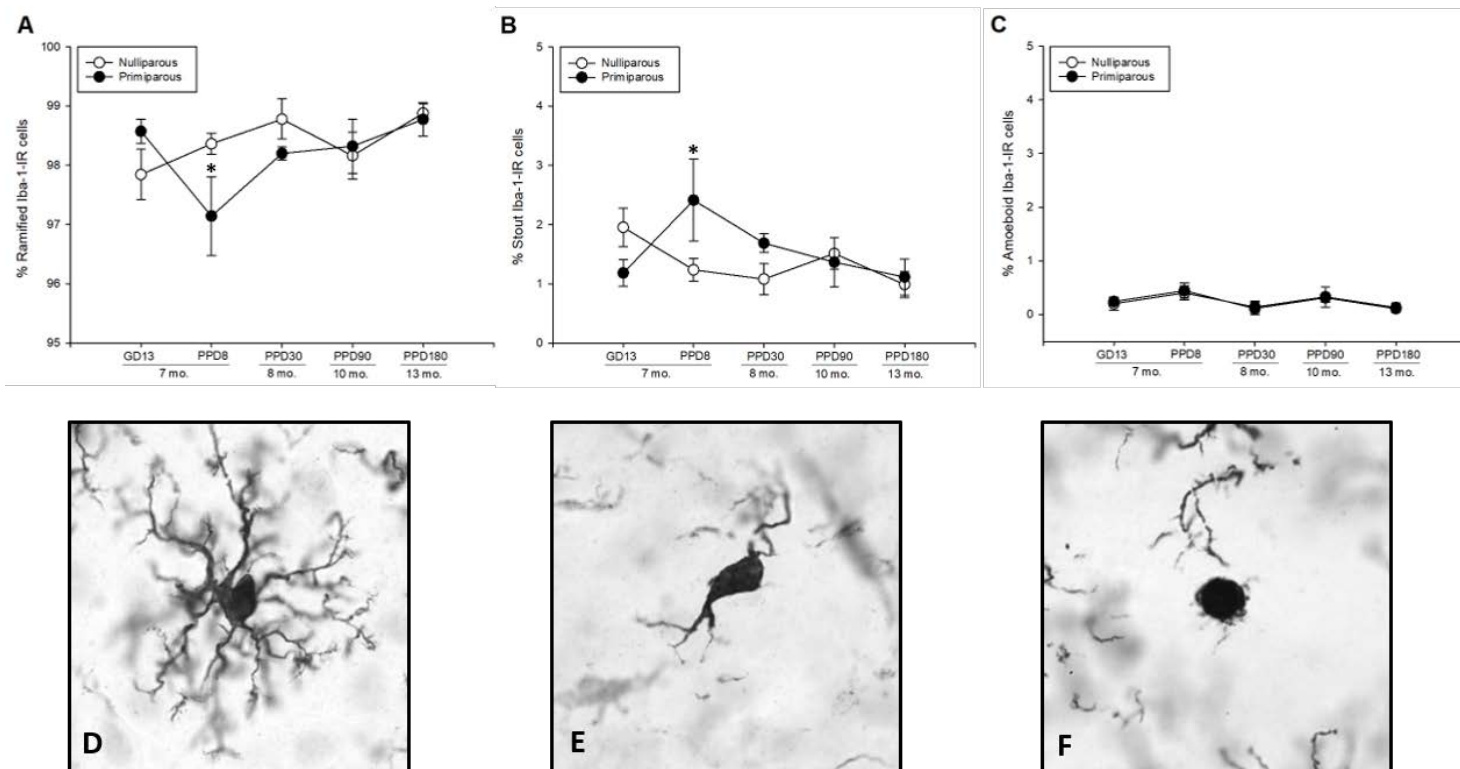 A
% Ramified Iba-1-IR cells
100
99
98
97
96
95
Nulliparous
Primiparous
*
GD13 PPD8 PPD30 PPD90 PPD180
7 mo. 8 mo. 10 mo. 13 mo.
B
% Stout Iba-1-IR cells
5
4
3
2
1
0
Nulliparous
Primiparous
*
GD13 PPD8 PPD30 PPD90 PPD180
7 mo. 8 mo. 10 mo. 13 mo.
C
% Amoeboid Iba-1-IR cells
5
4
3
2
1
0
Nulliparous
Primiparous
GD13 PPD8 PPD30 PPD90 PPD180
7 mo. 8 mo. 10 mo. 13 mo.
D
E
F